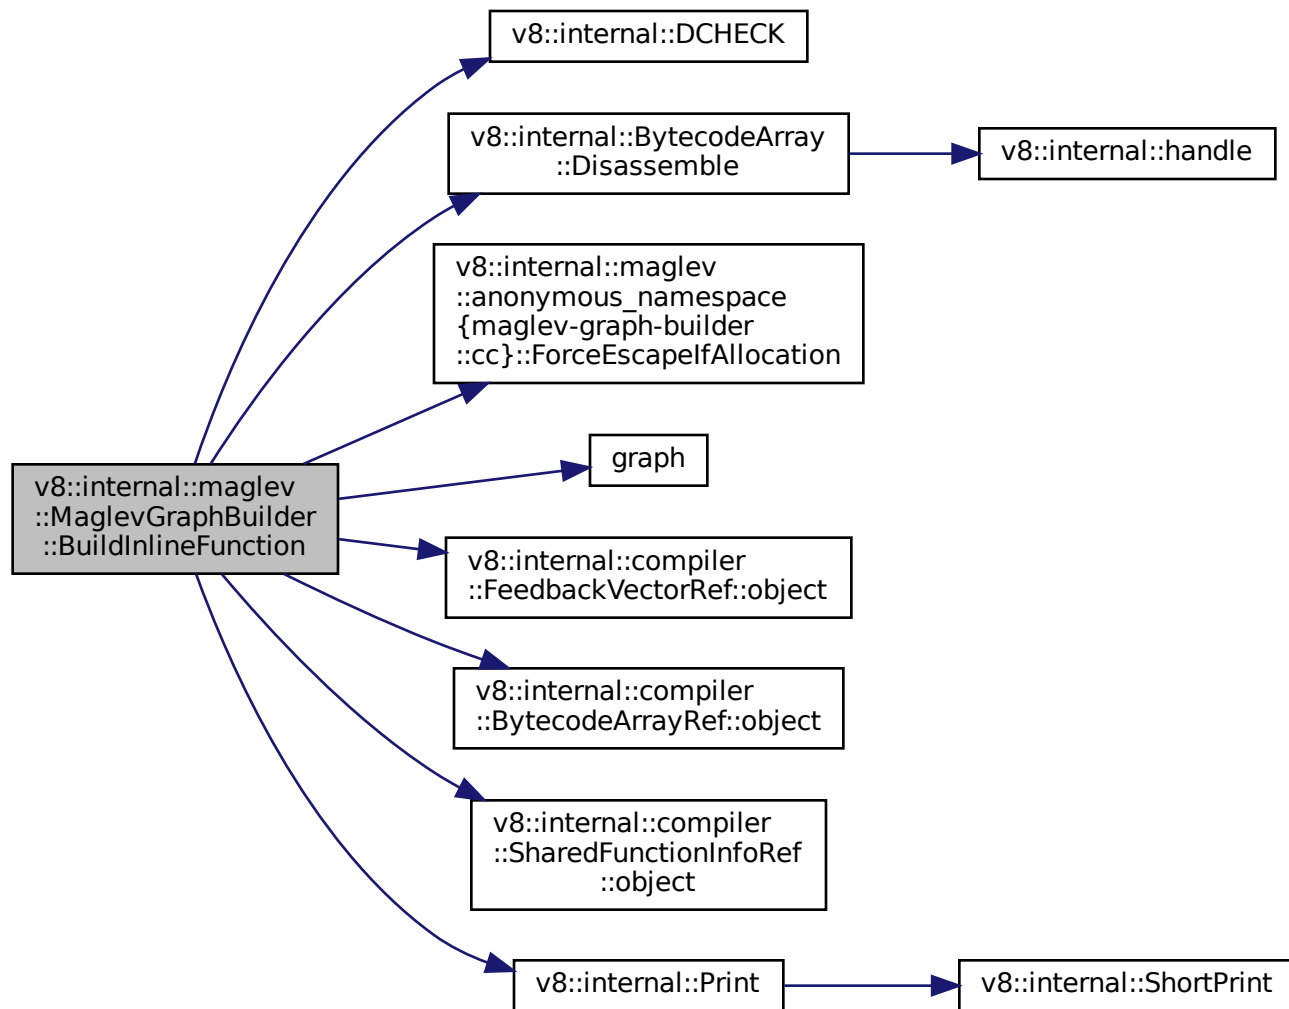 v8::internal::DCHECK
v8::internal::BytecodeArray
::Disassemble
v8::internal::handle
v8::internal::maglev
::anonymous_namespace
{maglev-graph-builder
::cc}::ForceEscapeIfAllocation
graph
v8::internal::maglev
::MaglevGraphBuilder
::BuildInlineFunction
v8::internal::compiler
::FeedbackVectorRef::object
v8::internal::compiler
::BytecodeArrayRef::object
v8::internal::compiler
::SharedFunctionInfoRef
::object
v8::internal::Print
v8::internal::ShortPrint